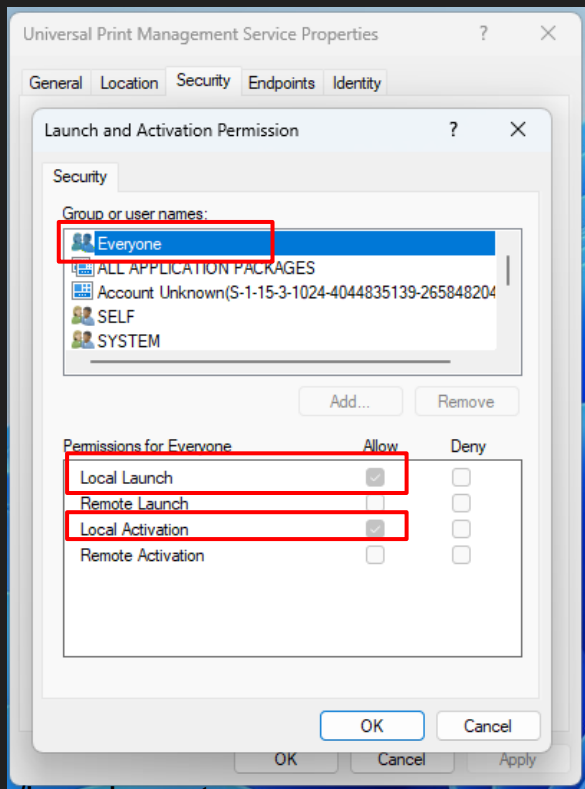 Universal Print Management Service Properties ? ×
General Location Security Endpoints Identity
Launch and Activation Permission ? ×
Security
Group or user names:
Everyone
ALL APPLICATION PACKAGES
Account Unknown(S-1-15-3-1024-4044835139-265848204
SELF
SYSTEM
Add... Remove
Permissions for Everyone Allow Deny
Local Launch
Remote Launch
Local Activation
Remote Activation
OK Cancel
OK Cancel Apply